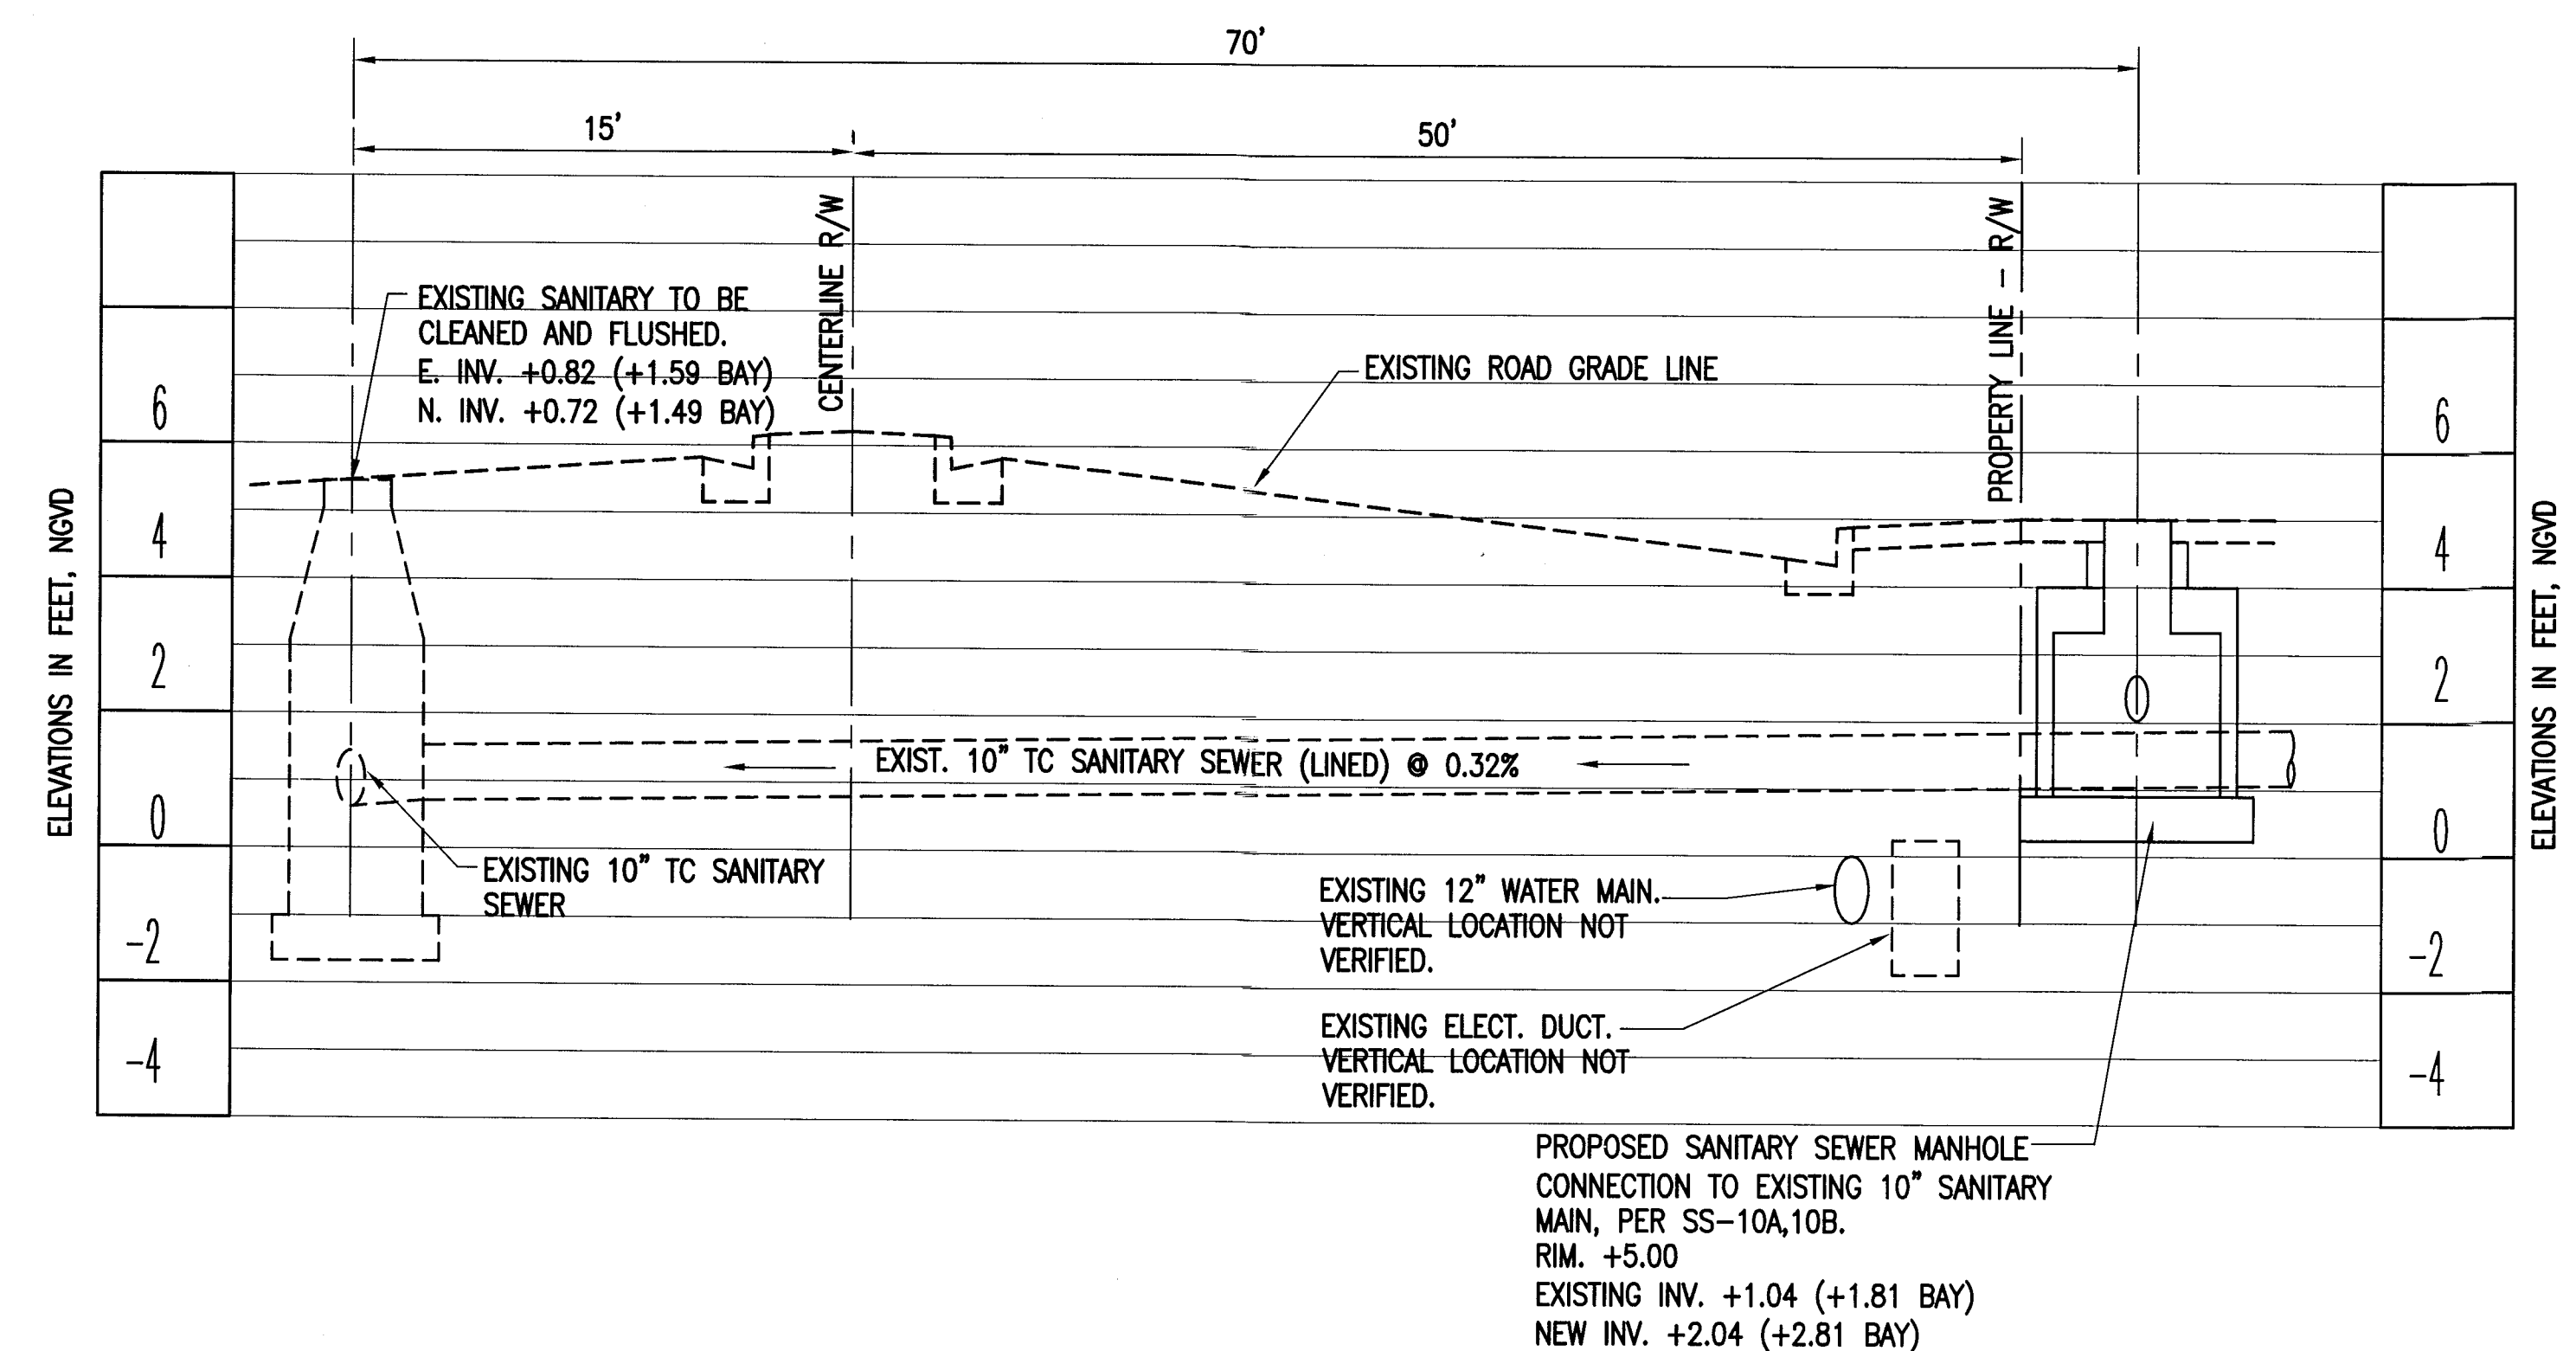 70'
15'
50'
CENTERLINE R/W
PROPERTY LINE - R/W
EXISTING SANITARY TO BE
CLEANED AND FLUSHED.
E. INV. +0.82 (+1.59 BAY)
N. INV. +0.72 (+1.49 BAY)
EXISTING ROAD GRADE LINE
ELEVATIONS IN FEET, NGVD
6
4
2
0
-2
-4
EXIST. 10" TC SANITARY SEWER (LINED) @ 0.32%
EXISTING 10" TC SANITARY
SEWER
EXISTING 12" WATER MAIN.
VERTICAL LOCATION NOT
VERIFIED.
EXISTING ELECT. DUCT.
VERTICAL LOCATION NOT
VERIFIED.
6
4
2
0
-2
-4
ELEVATIONS IN FEET, NGVD
PROPOSED SANITARY SEWER MANHOLE
CONNECTION TO EXISTING 10" SANITARY
MAIN, PER SS-10A,10B.
RIM. +5.00
EXISTING INV. +1.04 (+1.81 BAY)
NEW INV. +2.04 (+2.81 BAY)